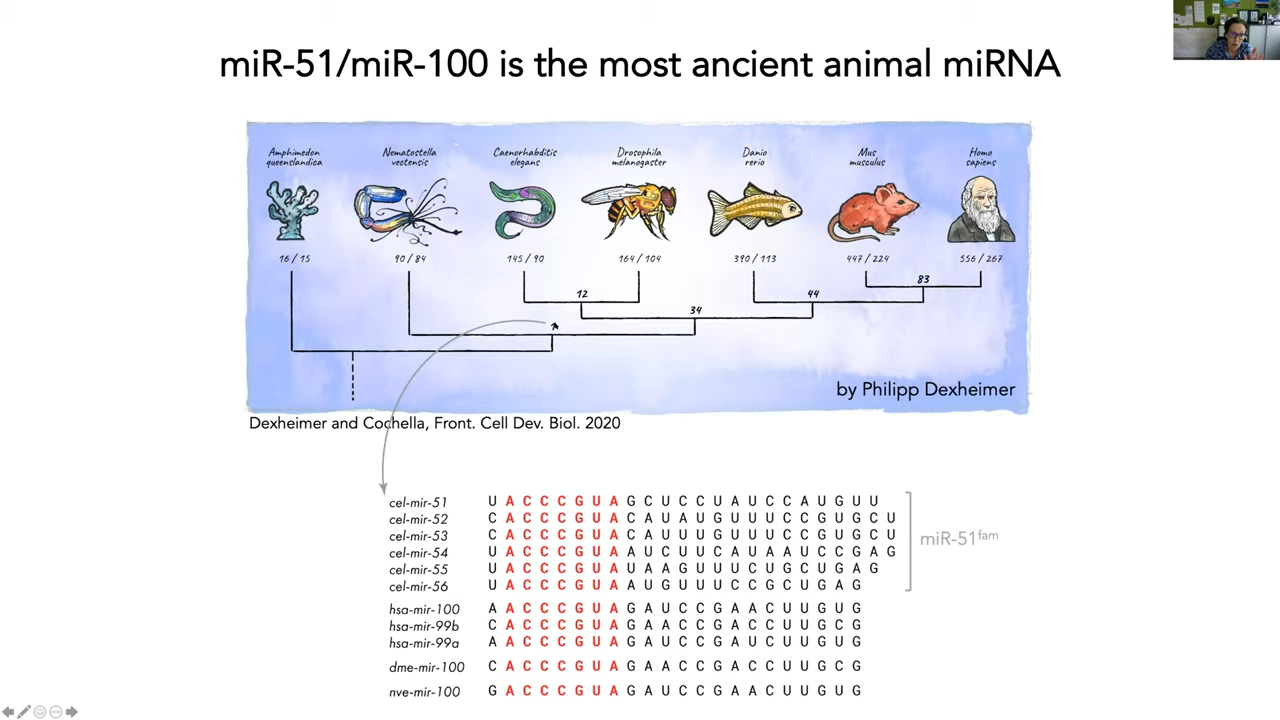 miR-51/miR-100 is the most ancient animal miRNA
Amphimedon queenslandica
Nematostella vectensis
Caenorhabditis elegans
Drosophila melanogaster
Danio rerio
Mus musculus
Homo sapiens
16 / 15
90 / 84
145 / 90
164 / 104
390 / 113
447 / 224
556 / 267
83
12
44
34
by Philipp Dexheimer
Dexheimer and Cochella, Front. Cell Dev. Biol. 2020
cel-mir-51 U A C C C G U A G C U C C U A U C C A U G U U
cel-mir-52 C A C C C G U A C A U A U G U U U C C G U G C U
cel-mir-53 C A C C C G U A C A U U U G U U U C C G U G C U
cel-mir-54 U A C C C G U A A U C U U C A U A A U C C G A G
cel-mir-55 U A C C C G U A U A A G U U U C U G C U G A G
cel-mir-56 U A C C C G U A A U G U U U C C G C U G A G
miR-51fam
hsa-mir-100 A A C C C G U A G A U C C G A A C U U G U G
hsa-mir-99b C A C C C G U A G A A C C G A C C U U G C G
hsa-mir-99a A A C C C G U A G A U C C G A U C U U G U G
dme-mir-100 C A C C C G U A G A A C C G A C C U U G C G
nve-mir-100 G A C C C G U A G A U C C G A A C U U G U G